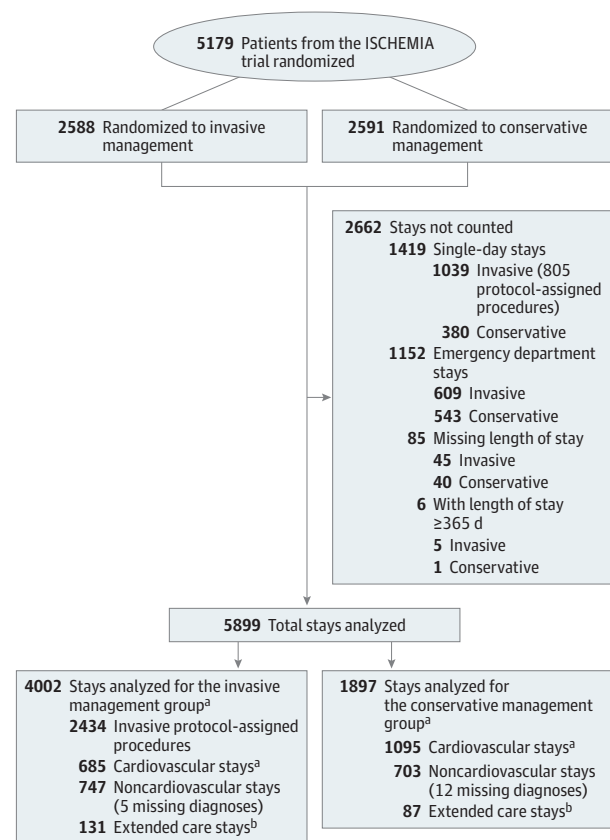 5179 Patients from the ISCHEMIA
trial randomized
2588 Randomized to invasive
management
2591 Randomized to conservative
management
2662 Stays not counted
1419 Single-day stays
1039 Invasive (805
protocol-assigned
procedures)
380 Conservative
1152 Emergency department
stays
609 Invasive
543 Conservative
85 Missing length of stay
45 Invasive
40 Conservative
6 With length of stay
≥365 d
5 Invasive
1 Conservative
5899 Total stays analyzed
4002 Stays analyzed for the invasive
management groupᵃ
2434 Invasive protocol-assigned
procedures
685 Cardiovascular staysᵃ
747 Noncardiovascular stays
(5 missing diagnoses)
131 Extended care staysᵇ
1897 Stays analyzed for
the conservative management
groupᵃ
1095 Cardiovascular staysᵃ
703 Noncardiovascular stays
(12 missing diagnoses)
87 Extended care staysᵇ